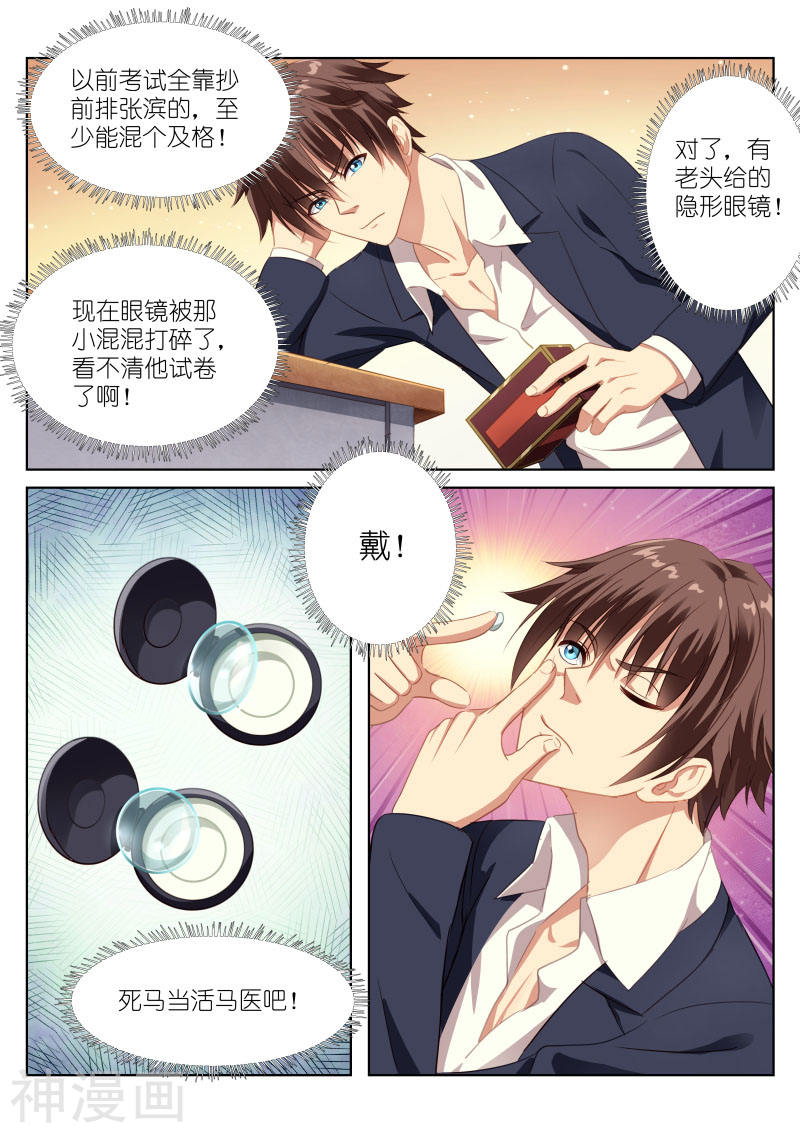 以前考试全靠抄
前排张滨的，至
少能混个及格！
对了，有
老头给的
隐形眼镜！
现在眼镜被那
小混混打碎了，
看不清他试卷
了啊！
戴！
死马当活马医吧！
神漫画